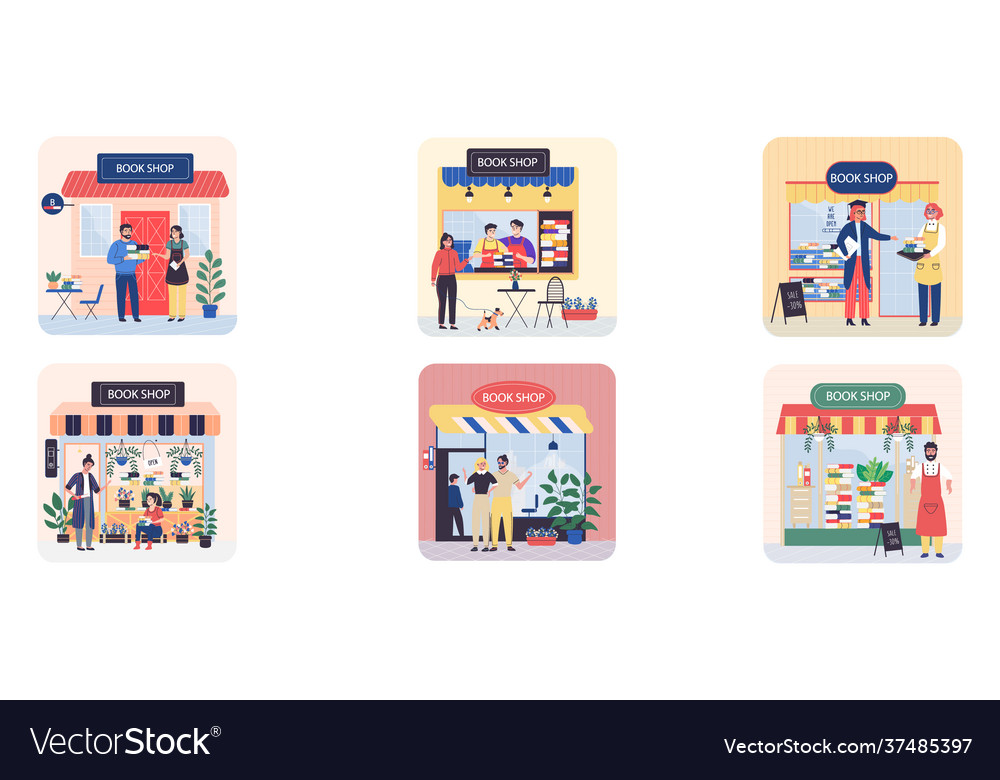 BOOK SHOP
B
BOOK SHOP
BOOK SHOP
WE
ARE
OPEN
SALE
-30%
BOOK SHOP
OPEN
BOOK SHOP
BOOK SHOP
SALE
-30%
VectorStock®
VectorStock.com/37485397